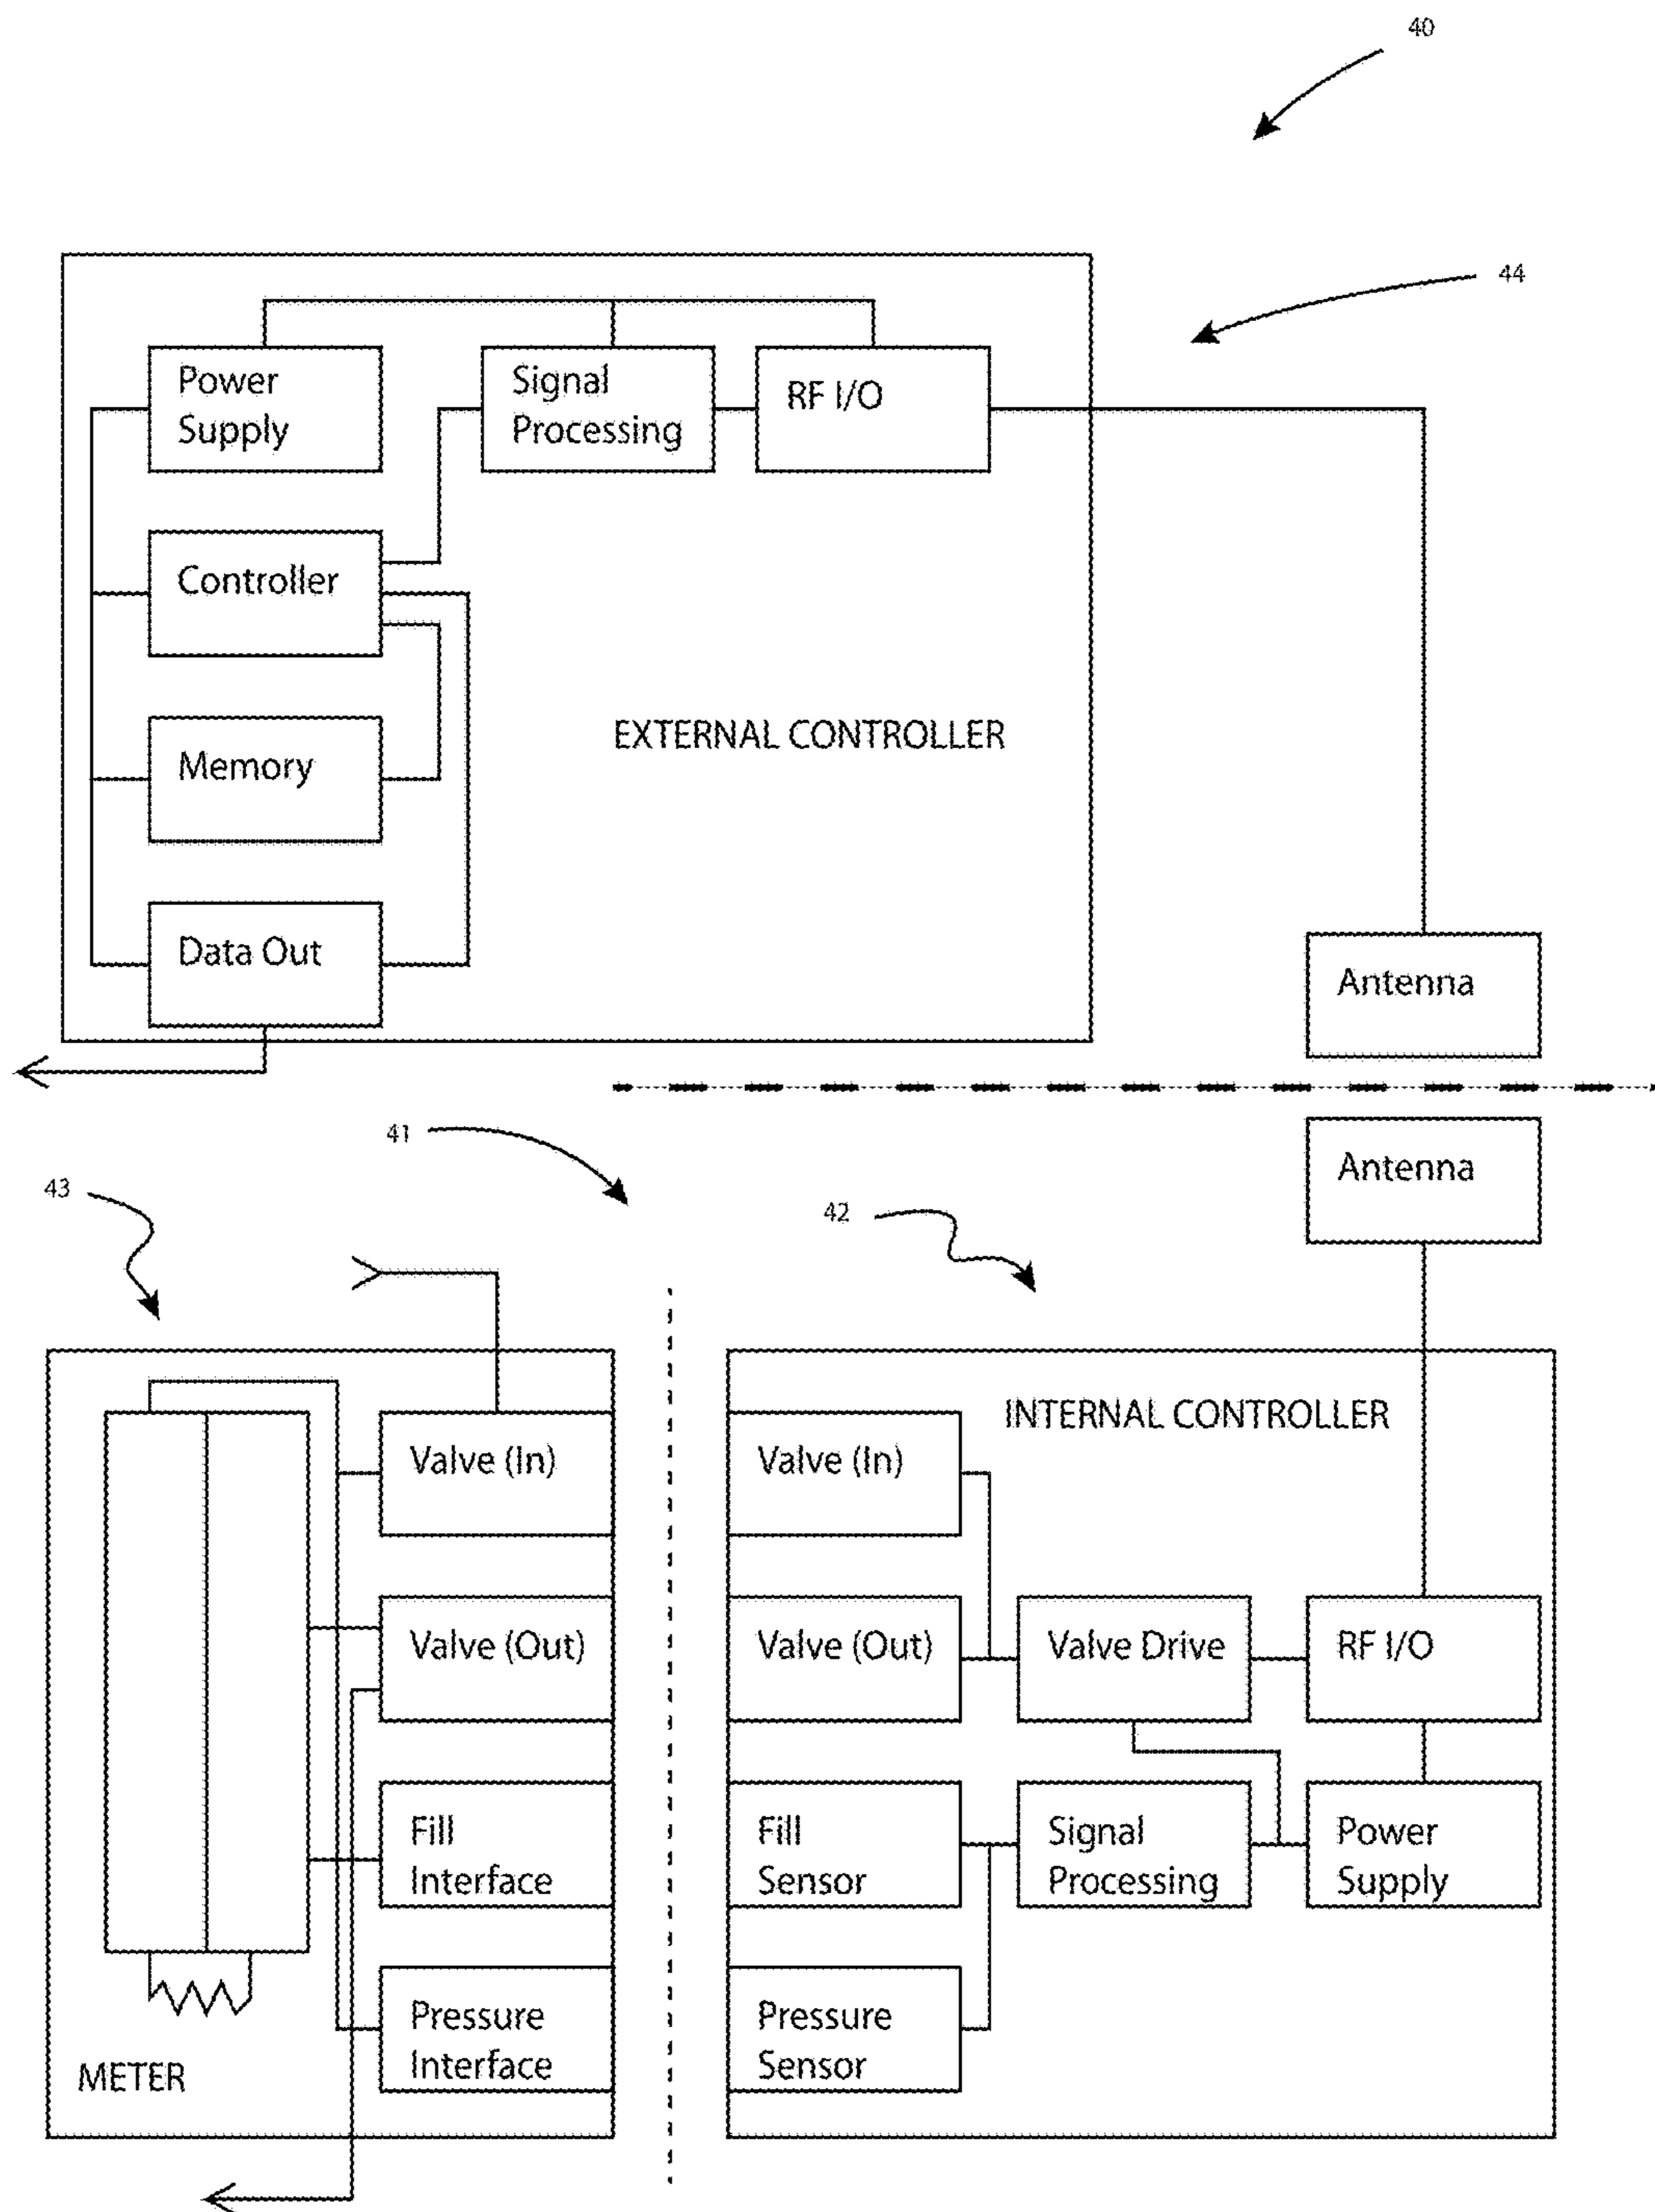 40
44
Power
Supply
Signal
Processing
RF I/O
Controller
EXTERNAL CONTROLLER
Memory
Data Out
Antenna
41
43
42
Antenna
INTERNAL CONTROLLER
Valve (In)
Valve (In)
Valve (Out)
Valve (Out)
Valve Drive
RF I/O
Fill
Interface
Fill
Sensor
Signal
Processing
Power
Supply
Pressure
Interface
Pressure
Sensor
METER